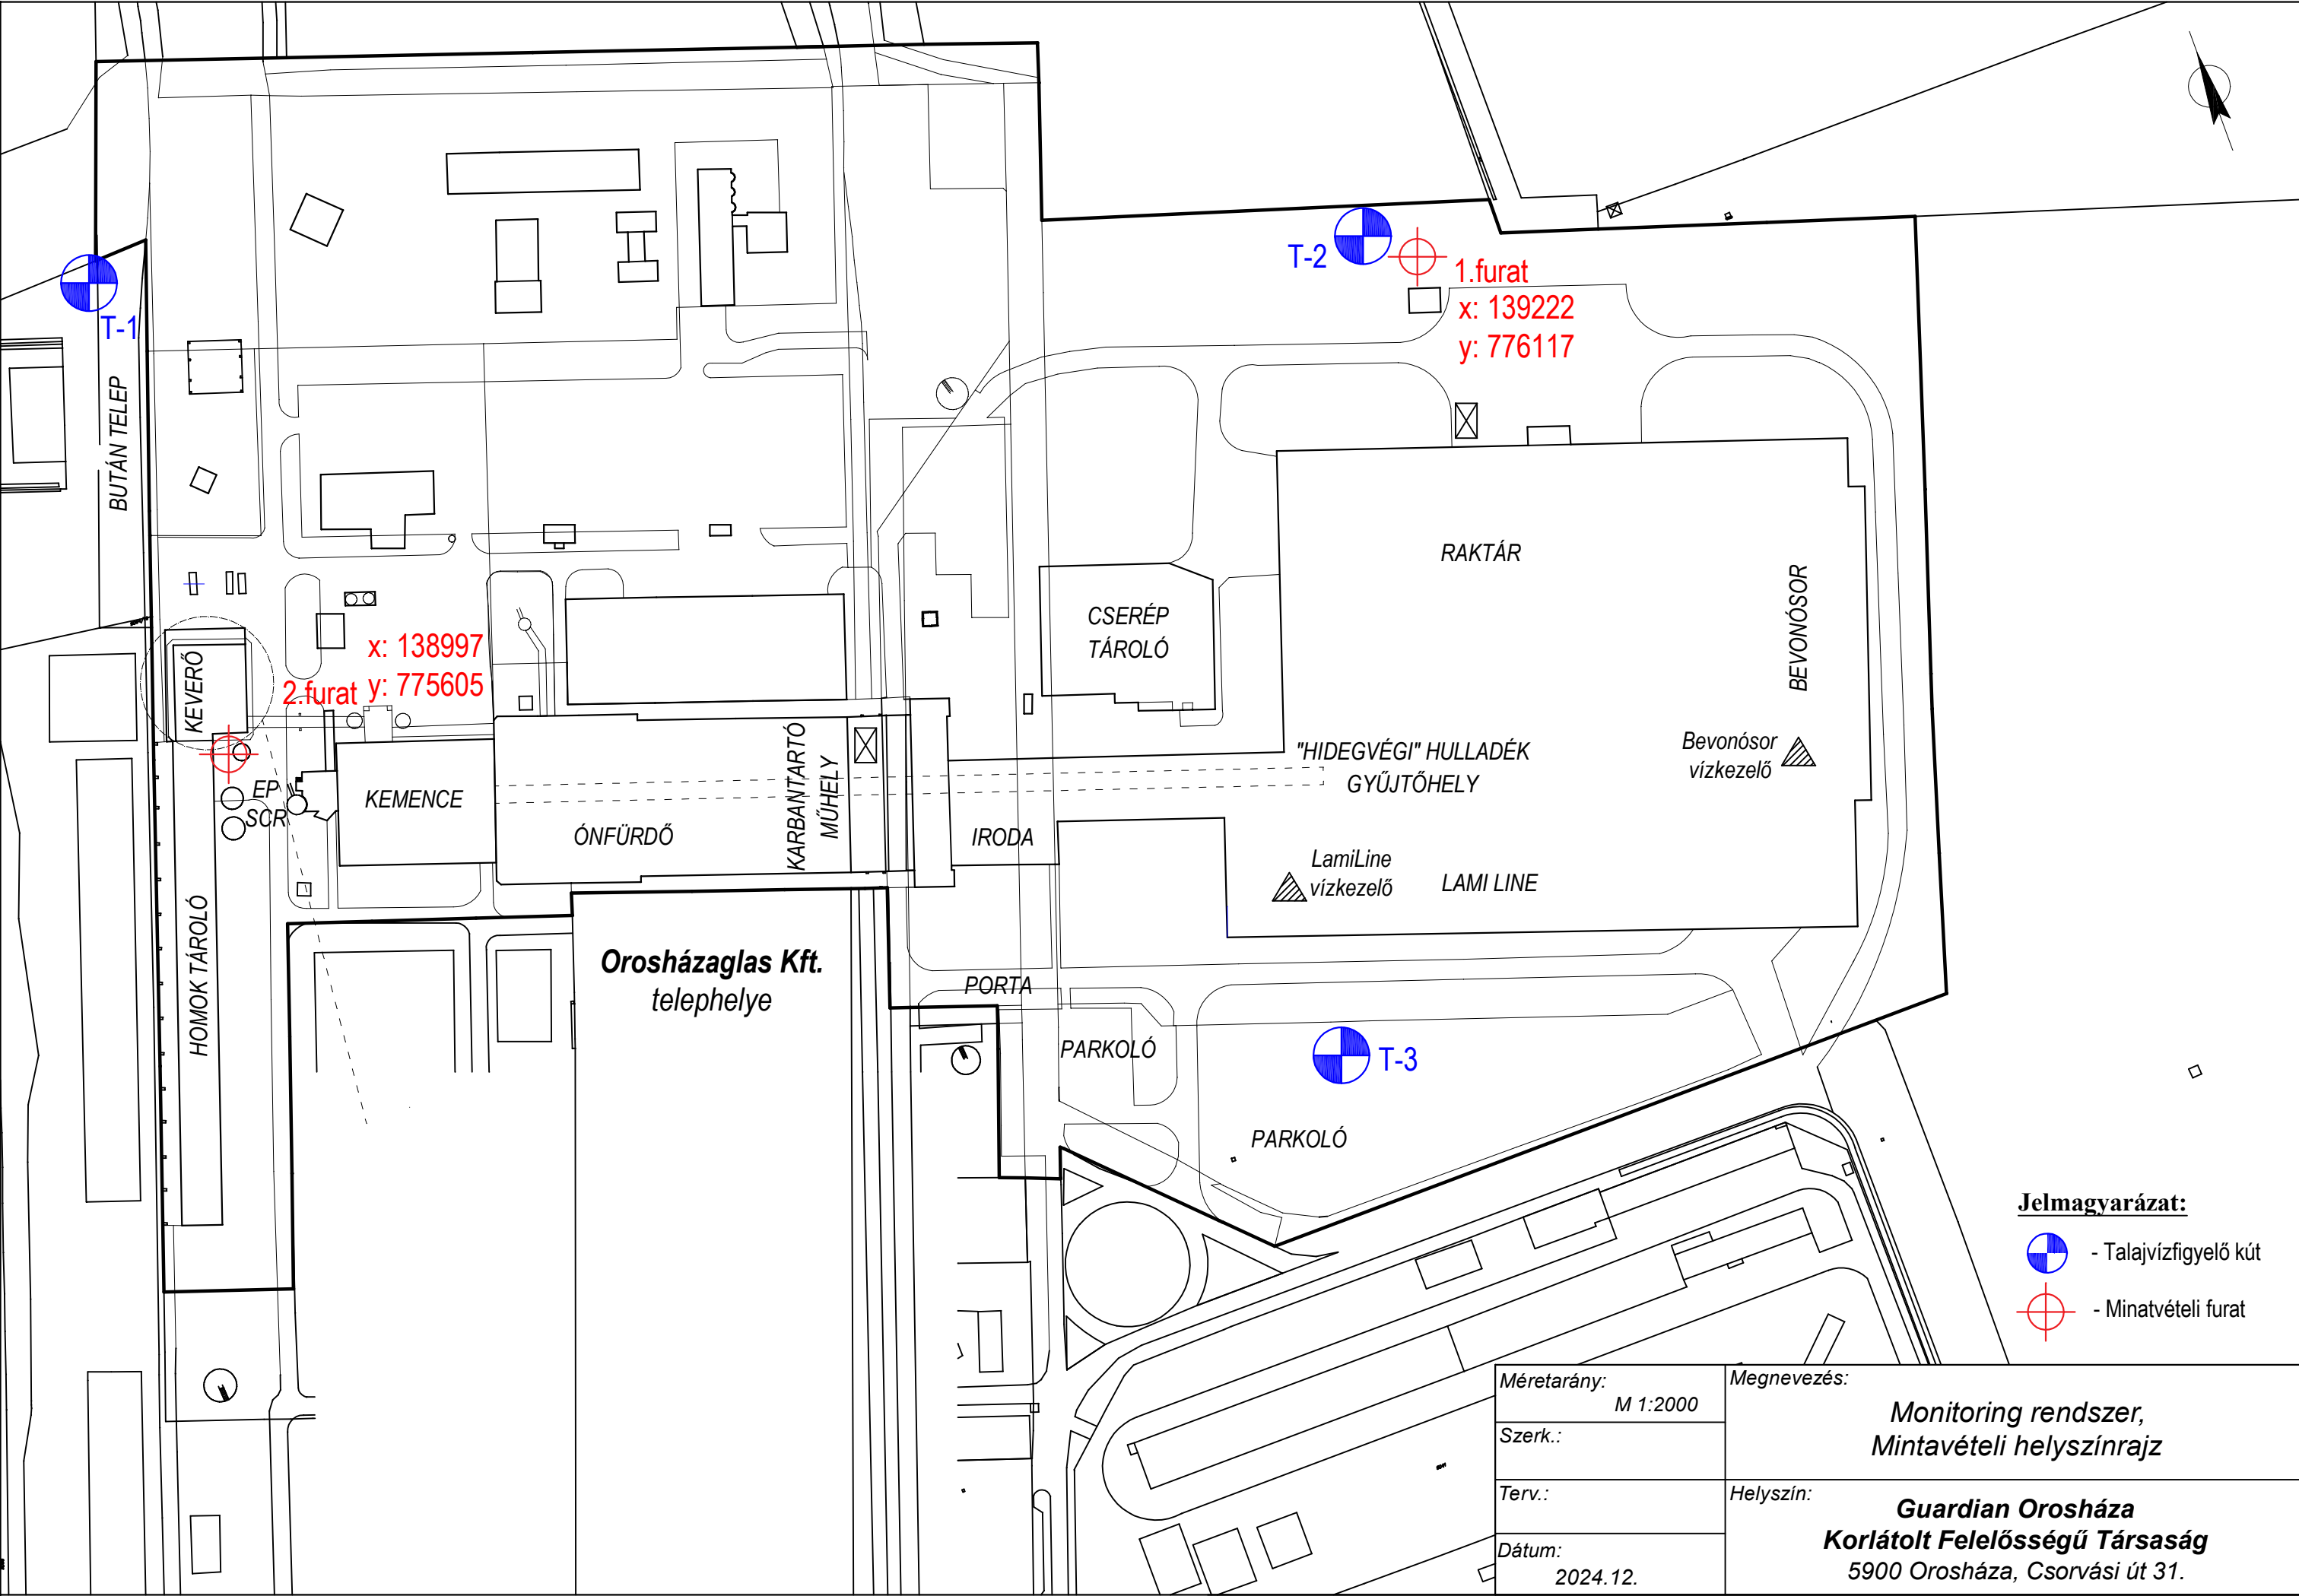 T-1
BUTÁN TELEP
T-2
1.furat
x: 139222
y: 776117
RAKTÁR
BEVONÓSOR
CSERÉP
TÁROLÓ
x: 138997
2.furat y: 775605
KEVERŐ
EP
SCR
KEMENCE
ÓNFÜRDŐ
KARBANTARTÓ
MŰHELY
IRODA
"HIDEGVÉGI" HULLADÉK
GYŰJTŐHELY
Bevonósor
vízkezelő
LamiLine
vízkezelő
LAMI LINE
HOMOK TÁROLÓ
Orosházaglas Kft.
telephelye
PORTA
PARKOLÓ
T-3
PARKOLÓ
Jelmagyarázat:
- Talajvízfigyelő kút
- Minatvételi furat
Méretarány:
M 1:2000
Szerk.:
Terv.:
Dátum:
2024.12.
Megnevezés:
Monitoring rendszer,
Mintavételi helyszínrajz
Helyszín:
Guardian Orosháza
Korlátolt Felelősségű Társaság
5900 Orosháza, Csorvási út 31.